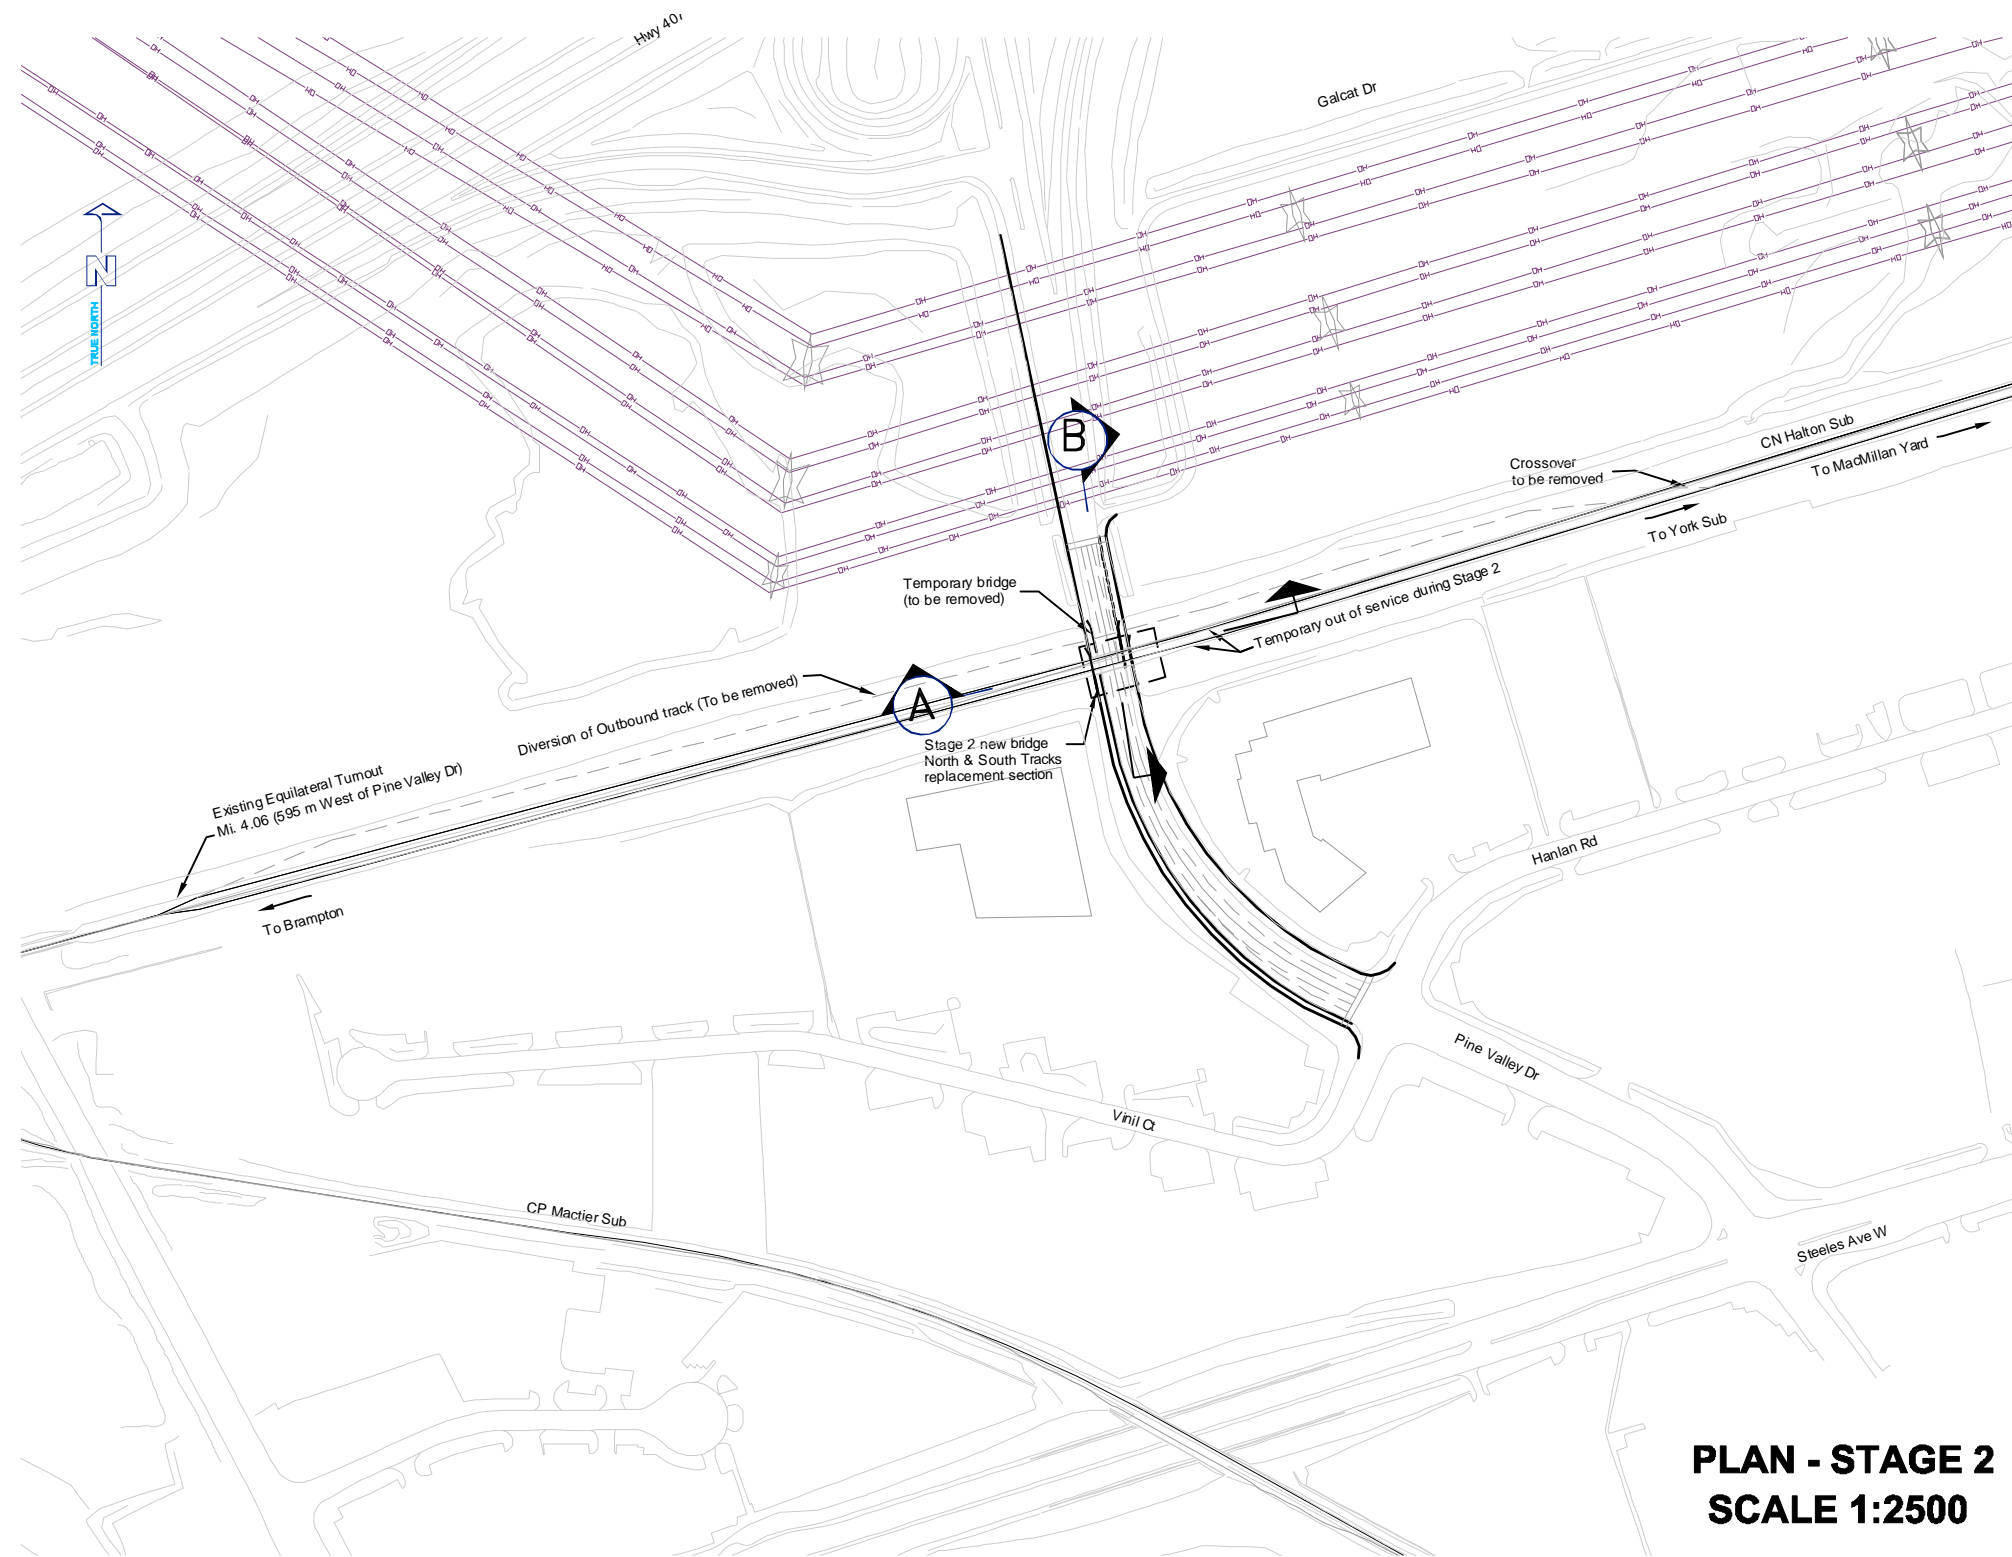 Hwy 407
Galcat Dr
N
TRUE NORTH
B
CN Halton Sub
To MacMillan Yard
Crossover
to be removed
To York Sub
Temporary bridge
(to be removed)
Temporary out of service during Stage 2
Diversion of Outbound track (To be removed)
A
Stage 2 new bridge
North & South Tracks
replacement section
Existing Equilateral Turnout
Mi. 4.06 (595 m West of Pine Valley Dr)
To Brampton
Hanlan Rd
Pine Valley Dr
Vinil Ct
CP Mactier Sub
Steeles Ave W
PLAN - STAGE 2
SCALE 1:2500